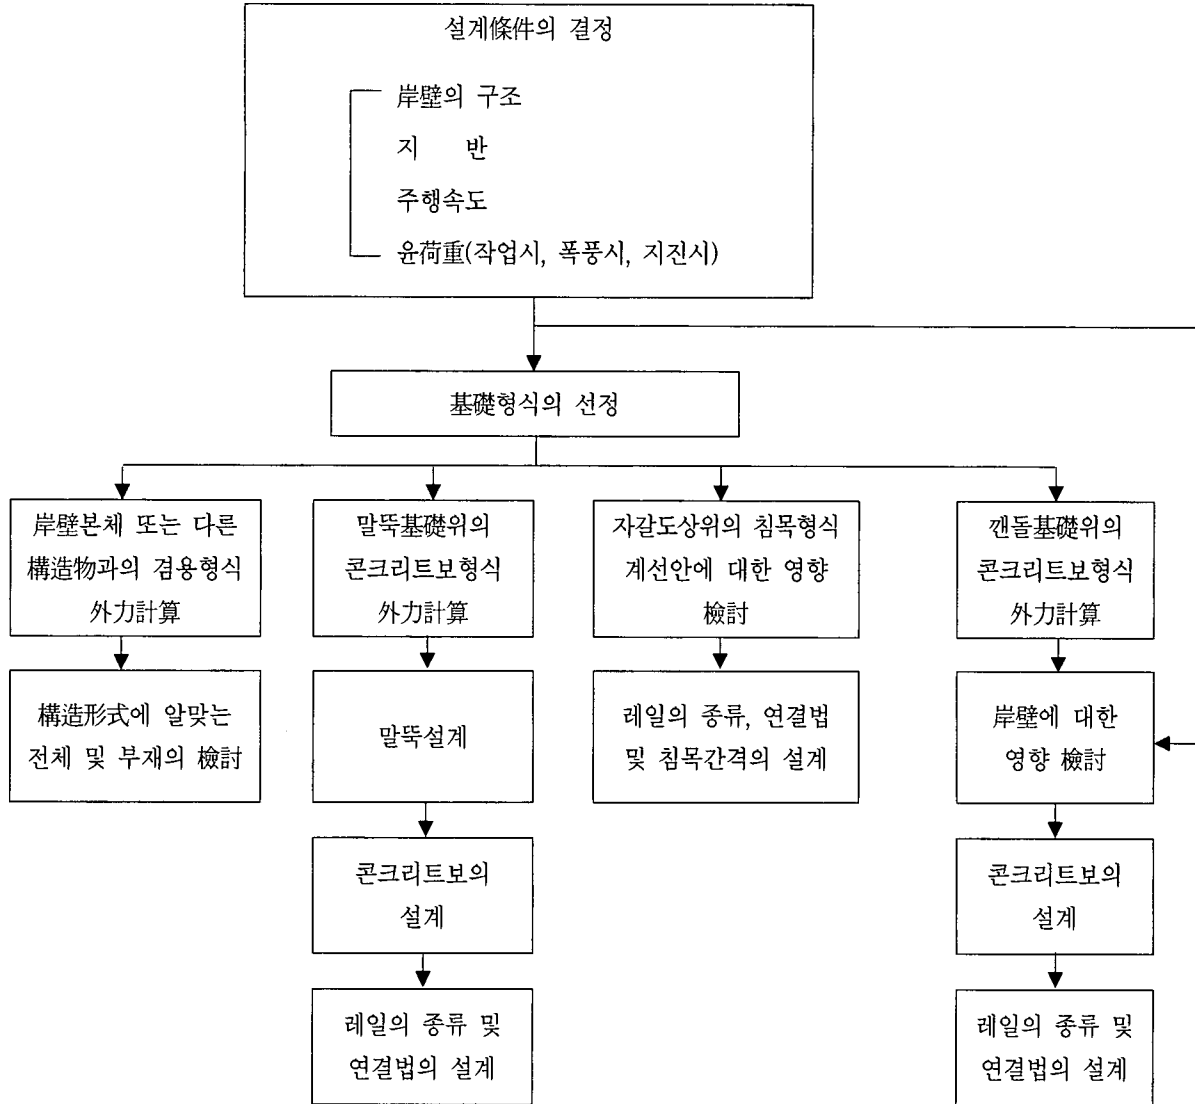 설계條件의 결정
岸壁의 구조
지 반
주행속도
윤荷重(작업시, 폭풍시, 지진시)
基礎형식의 선정
岸壁본체 또는 다른
構造物과의 겸용형식
外力計算
말뚝基礎위의
콘크리트보형식
外力計算
자갈도상위의 침목형식
계선안에 대한 영향
檢討
깬돌基礎위의
콘크리트보형식
外力計算
構造形式에 알맞는
전체 및 부재의 檢討
말뚝설계
레일의 종류, 연결법
및 침목간격의 설계
岸壁에 대한
영향 檢討
콘크리트보의
설계
콘크리트보의
설계
레일의 종류 및
연결법의 설계
레일의 종류 및
연결법의 설계